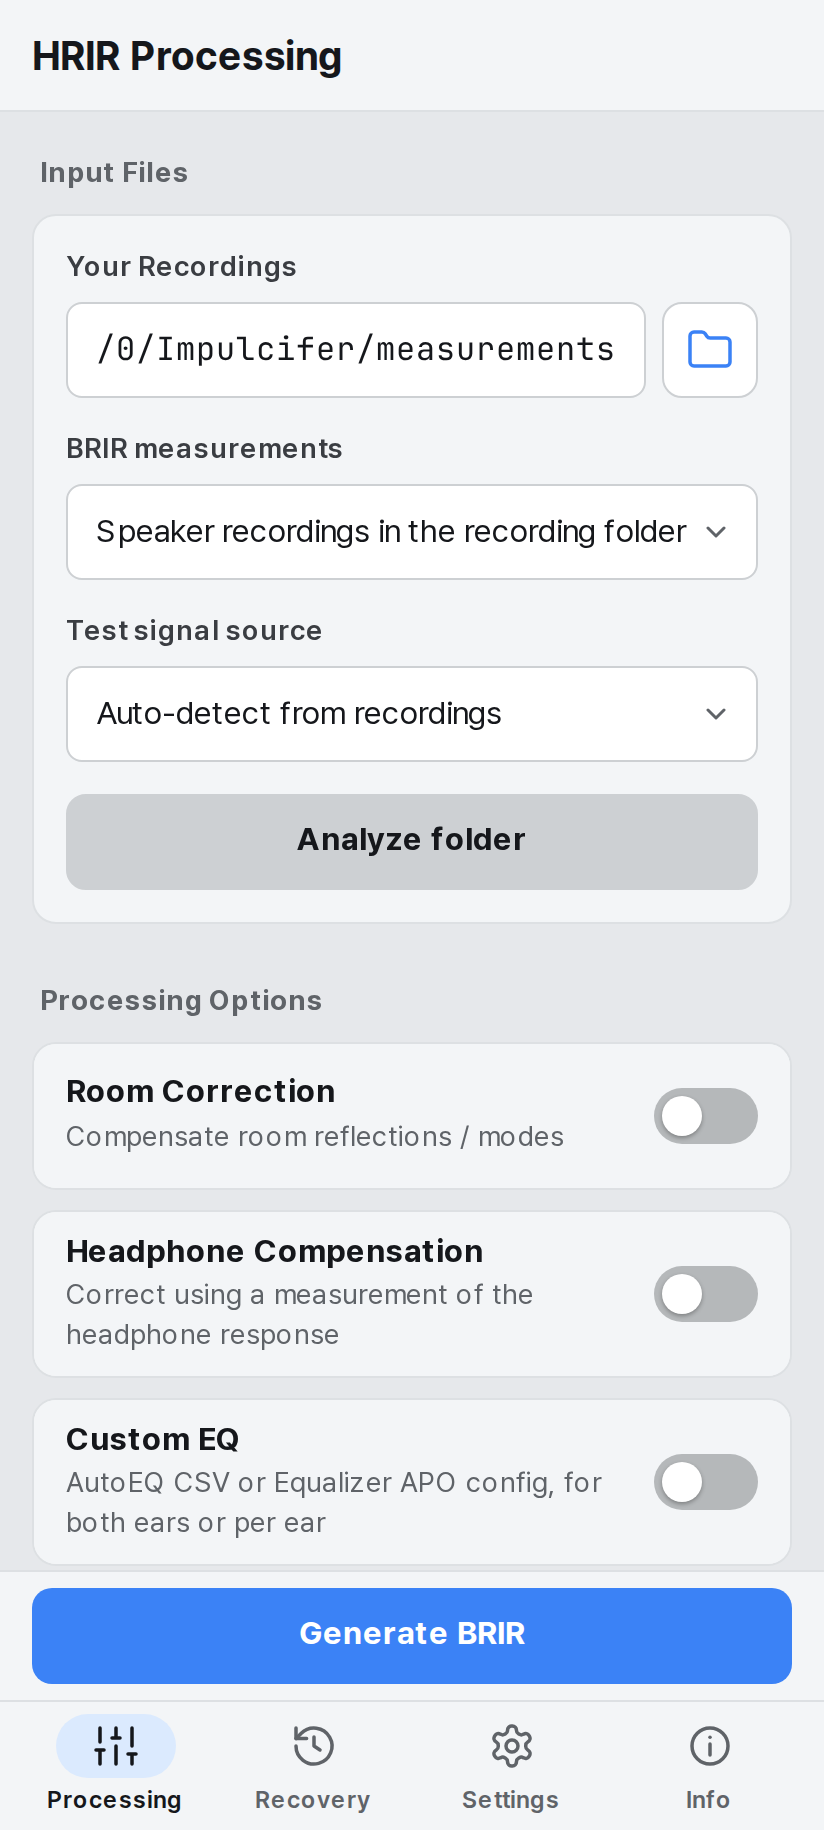 HRIR Processing
Input Files
Your Recordings
/0/Impulcifer/measurements
BRIR measurements
Speaker recordings in the recording folder
Test signal source
Auto-detect from recordings
Analyze folder
Processing Options
Room Correction
Compensate room reflections / modes
Headphone Compensation
Correct using a measurement of the
headphone response
Custom EQ
AutoEQ CSV or Equalizer APO config, for
both ears or per ear
Generate BRIR
Processing
Recovery
Settings
Info